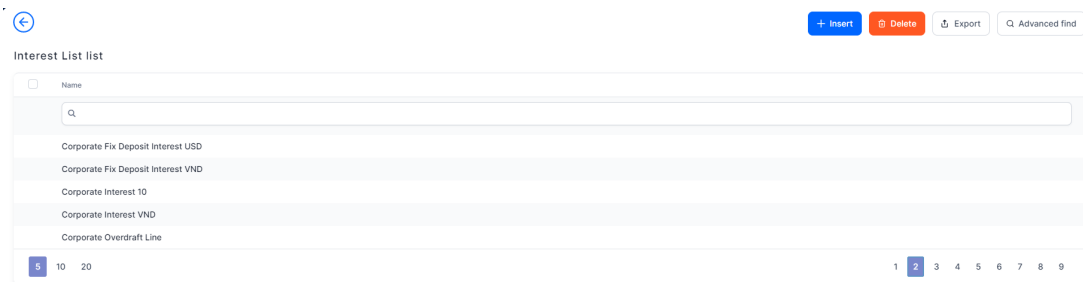 Insert Delete Export Advanced find
Interest List list
Name
Corporate Fix Deposit Interest USD
Corporate Fix Deposit Interest VND
Corporate Interest 10
Corporate Interest VND
Corporate Overdraft Line
5 10 20 1 2 3 4 5 6 7 8 9